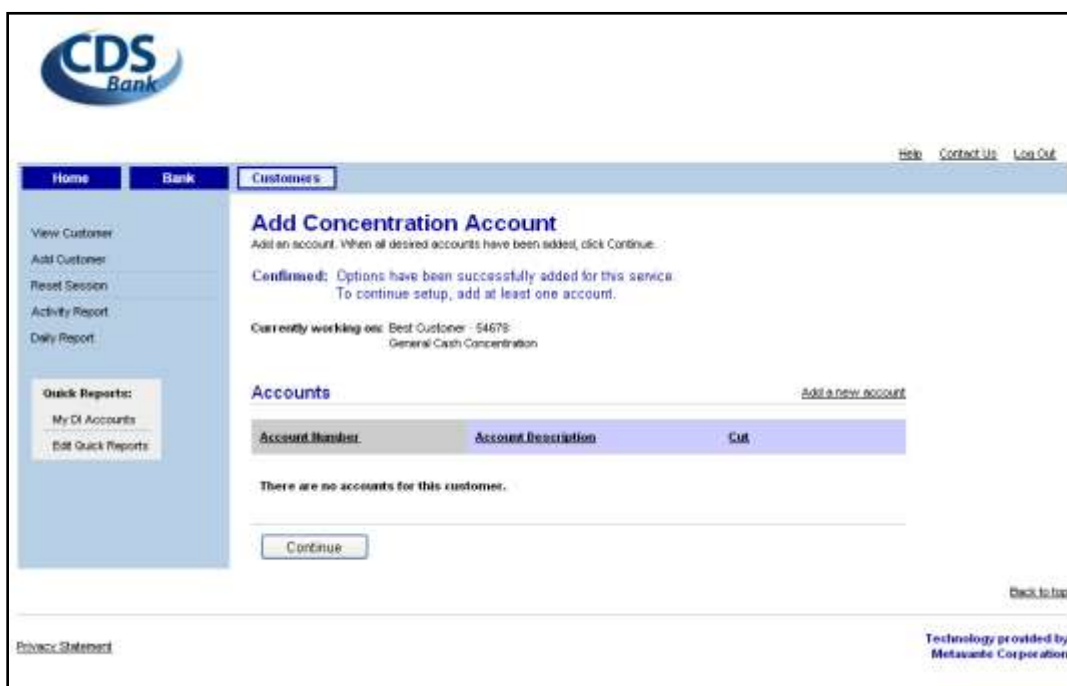 CDS
Bank
Help Contact Us Log Out
Home Bank Customers
View Customer
Add Customer
Reset Session
Activity Report
Daily Report
Quick Reports:
My DI Accounts
Edit Quick Reports
Add Concentration Account
Add an account. When all desired accounts have been added, click Continue.
Confirmed: Options have been successfully added for this service.
To continue setup, add at least one account.
Currently working on: Best Customer - 54678
General Cash Concentration
Accounts Add a new account
Account Number Account Description Cut
There are no accounts for this customer.
Continue
Back to top
Privacy Statement
Technology provided by
Metavante Corporation